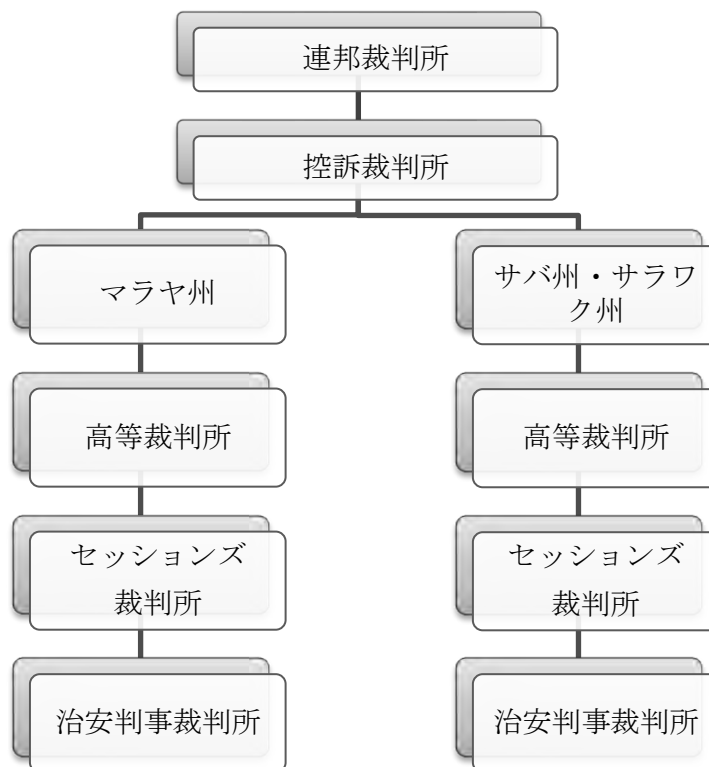 連邦裁判所
控訴裁判所
マラヤ州
サバ州・サラワ
ク州
高等裁判所
高等裁判所
セッションズ
裁判所
セッションズ
裁判所
治安判事裁判所
治安判事裁判所